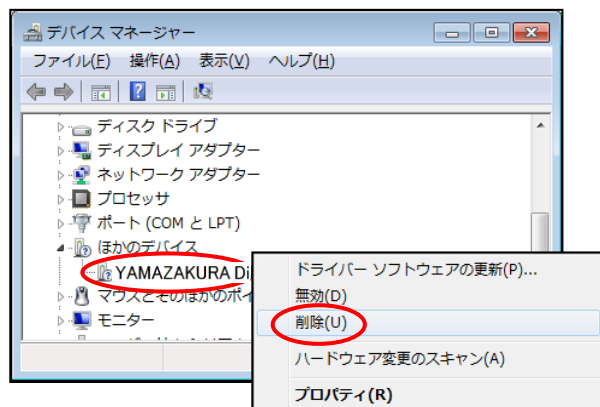 デバイス マネージャー
ファイル(F) 操作(A) 表示(V) ヘルプ(H)
ディスク ドライブ
ディスプレイ アダプター
ネットワーク アダプター
プロセッサ
ポート (COM と LPT)
ほかのデバイス
YAMAZAKURA Di
マウスとそのほかのポイ
モニター
ドライバー ソフトウェアの更新(P)...
無効(D)
削除(U)
ハードウェア変更のスキャン(A)
プロパティ(R)